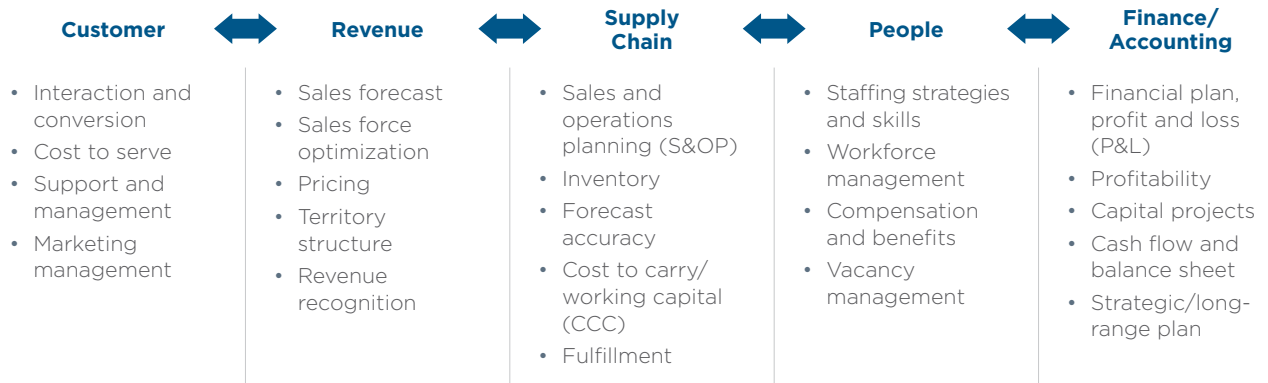 Customer
Revenue
Supply
Chain
People
Finance/
Accounting
• Interaction and
conversion
• Cost to serve
• Support and
management
• Marketing
management
• Sales forecast
• Sales force
optimization
• Pricing
• Territory
structure
• Revenue
recognition
• Sales and
operations
planning (S&OP)
• Inventory
• Forecast
accuracy
• Cost to carry/
working capital
(CCC)
• Fulfillment
• Staffing strategies
and skills
• Workforce
management
• Compensation
and benefits
• Vacancy
management
• Financial plan,
profit and loss
(P&L)
• Profitability
• Capital projects
• Cash flow and
balance sheet
• Strategic/long-
range plan